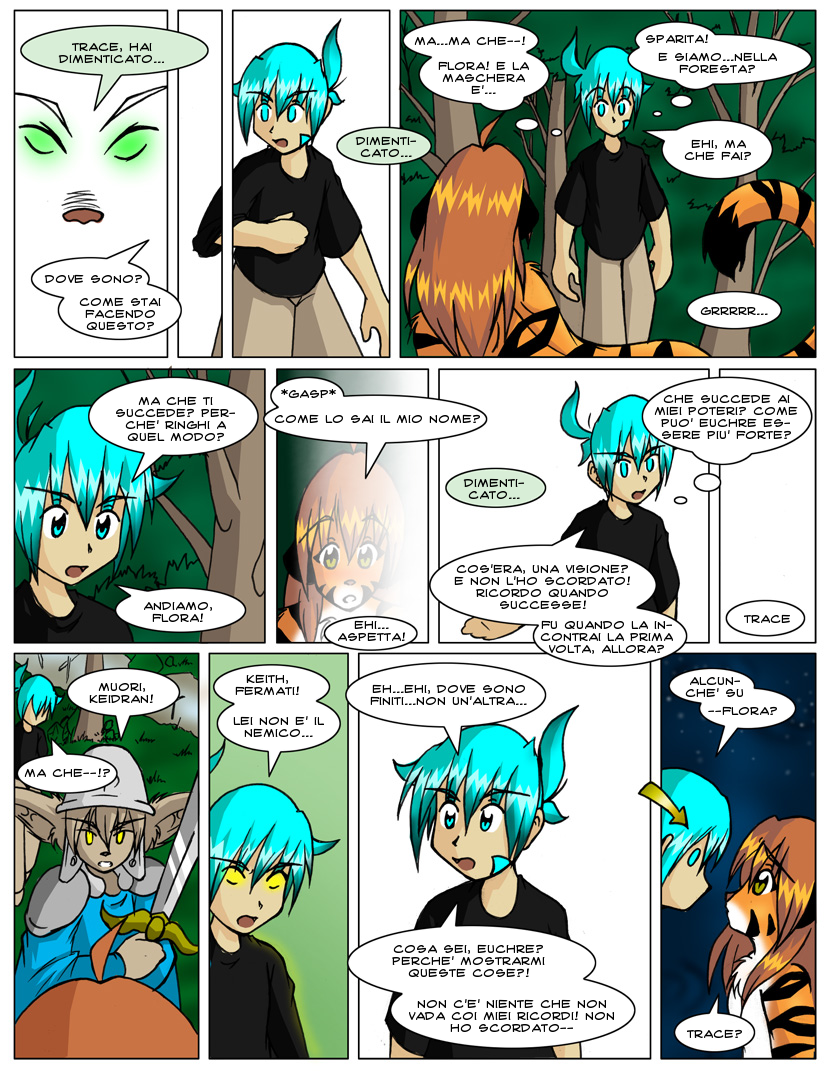 TRACE, HAI
DIMENTICATO...
DOVE SONO?
COME STAI
FACENDO
QUESTO?
DIMENTI-
CATO...
MA...MA CHE--!
FLORA! E LA
MASCHERA
E'...
SPARITA!
E SIAMO...NELLA
FORESTA?
EHI, MA
CHE FAI?
GRRRRR...
MA CHE TI
SUCCEDE? PER-
CHE' RINGHI A
QUEL MODO?
ANDIAMO,
FLORA!
*GASP*
COME LO SAI IL MIO NOME?
EHI...
ASPETTA!
DIMENTI-
CATO...
CHE SUCCEDE AI
MIEI POTERI? COME
PUO' EUCHRE ES-
SERE PIU' FORTE?
COS'ERA, UNA VISIONE?
E NON L'HO SCORDATO!
RICORDO QUANDO
SUCCESSE!
FU QUANDO LA IN-
CONTRAI LA PRIMA
VOLTA, ALLORA?
TRACE
MUORI,
KEIDRAN!
MA CHE--!?
KEITH,
FERMATI!
LEI NON E' IL
NEMICO...
EH...EHI, DOVE SONO
FINITI...NON UN'ALTRA...
COSA SEI, EUCHRE?
PERCHE' MOSTRARMI
QUESTE COSE?!
NON C'E' NIENTE CHE NON
VADA COI MIEI RICORDI! NON
HO SCORDATO--
ALCUN-
CHE' SU
--FLORA?
TRACE?